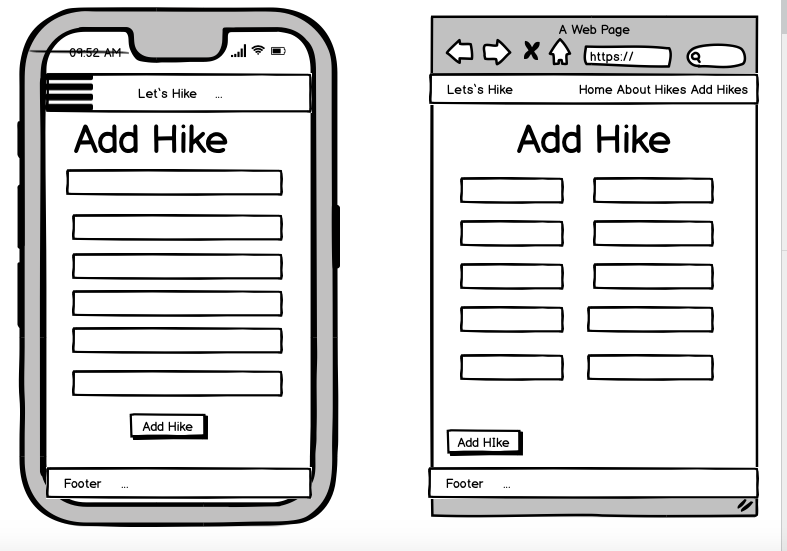 09:52 AM
Let`s Hike ...
Add Hike
Add Hike
Footer ...
A Web Page
https://
Lets`s Hike Home About Hikes Add Hikes
Add Hike
Add HIke
Footer ...